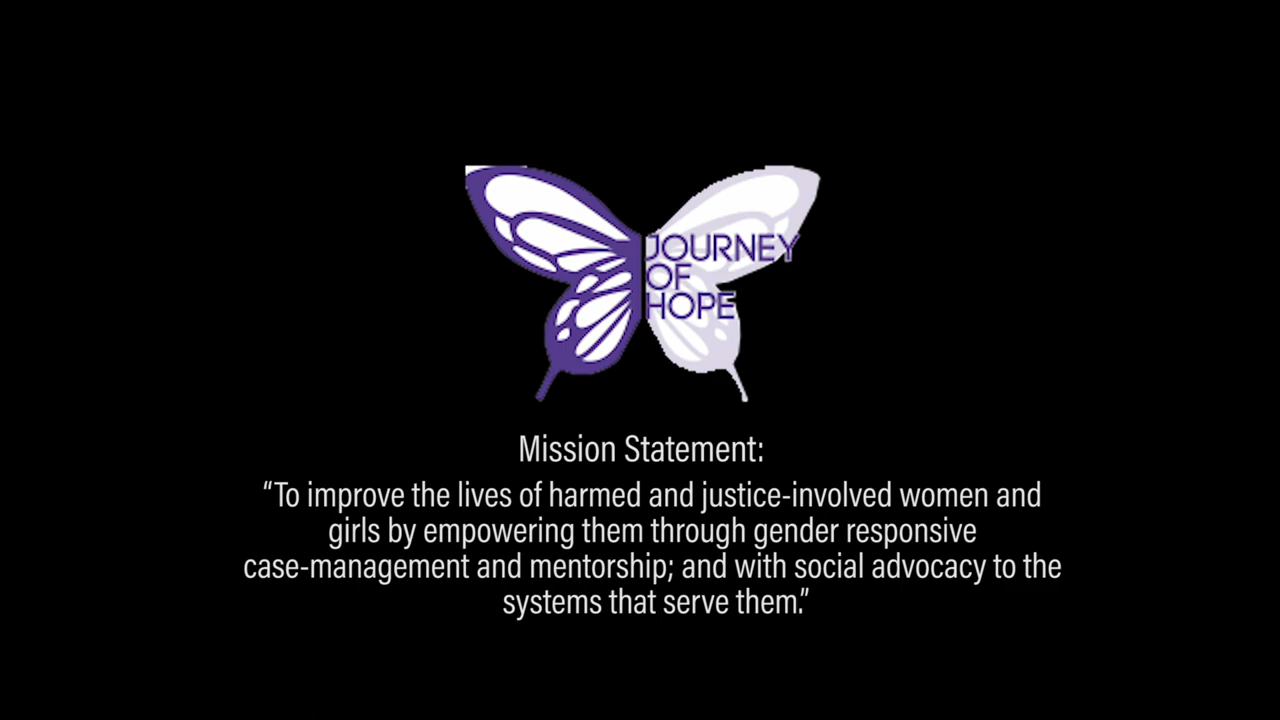 JOURNEY
OF
HOPE
Mission Statement:
“To improve the lives of harmed and justice-involved women and
girls by empowering them through gender responsive
case-management and mentorship; and with social advocacy to the
systems that serve them.”